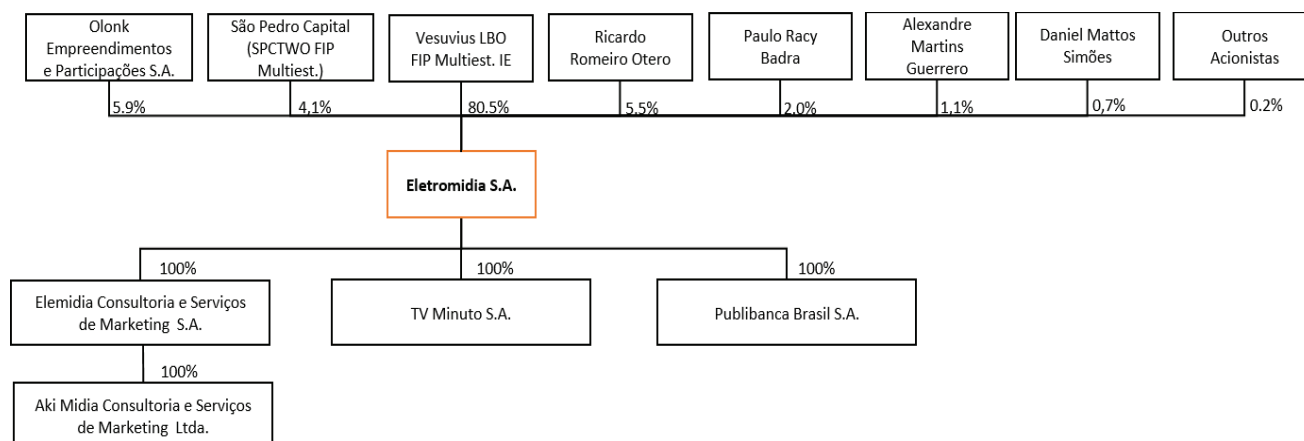 Olonk
Empreendimentos
e Participações S.A.
São Pedro Capital
(SPCTWO FIP
Multiest.)
Vesuvius LBO
FIP Multiest. IE
Ricardo
Romeiro Otero
Paulo Racy
Badra
Alexandre
Martins
Guerrero
Daniel Mattos
Simões
Outros
Acionistas
5.9%
4,1%
80.5%
5.5%
2.0%
1,1%
0,7%
0.2%
Eletromidia S.A.
100%
100%
100%
Elemidia Consultoria e Serviços
de Marketing S.A.
TV Minuto S.A.
Publibanca Brasil S.A.
100%
Aki Midia Consultoria e Serviços
de Marketing Ltda.